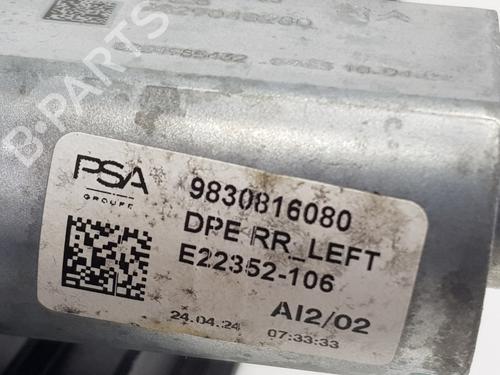 B-PARTS
PSA
GROUPE
9830816080
DPE RR_LEFT
E22352-106
AI2/02
24.04.24
07:33:33